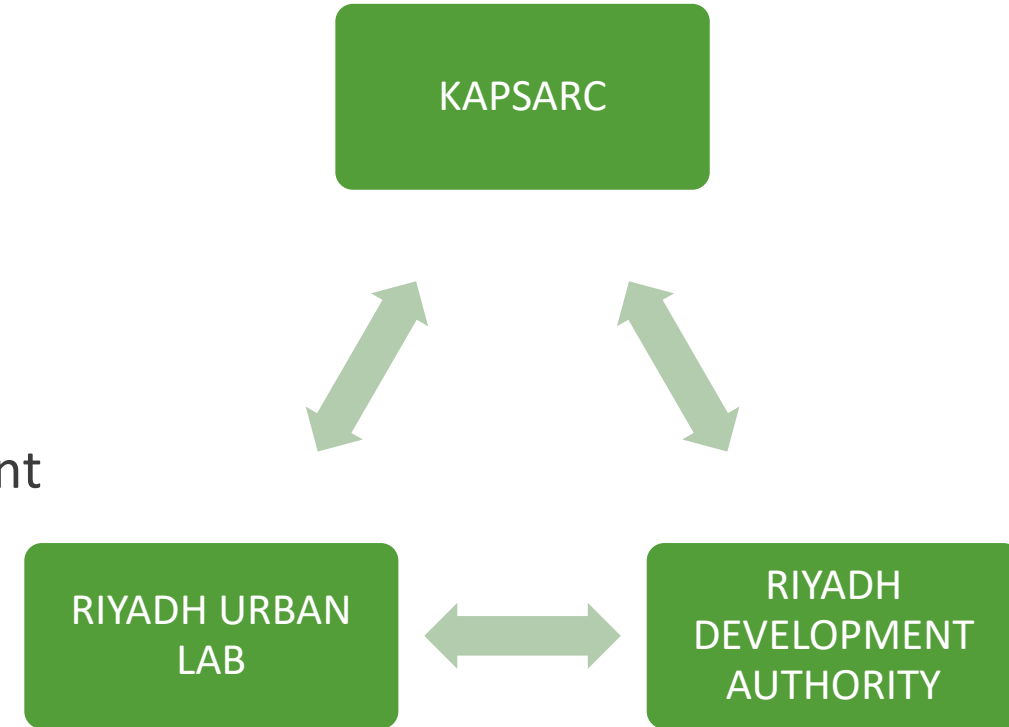 KAPSARC
nt
RIYADH URBAN
LAB
RIYADH
DEVELOPMENT
AUTHORITY